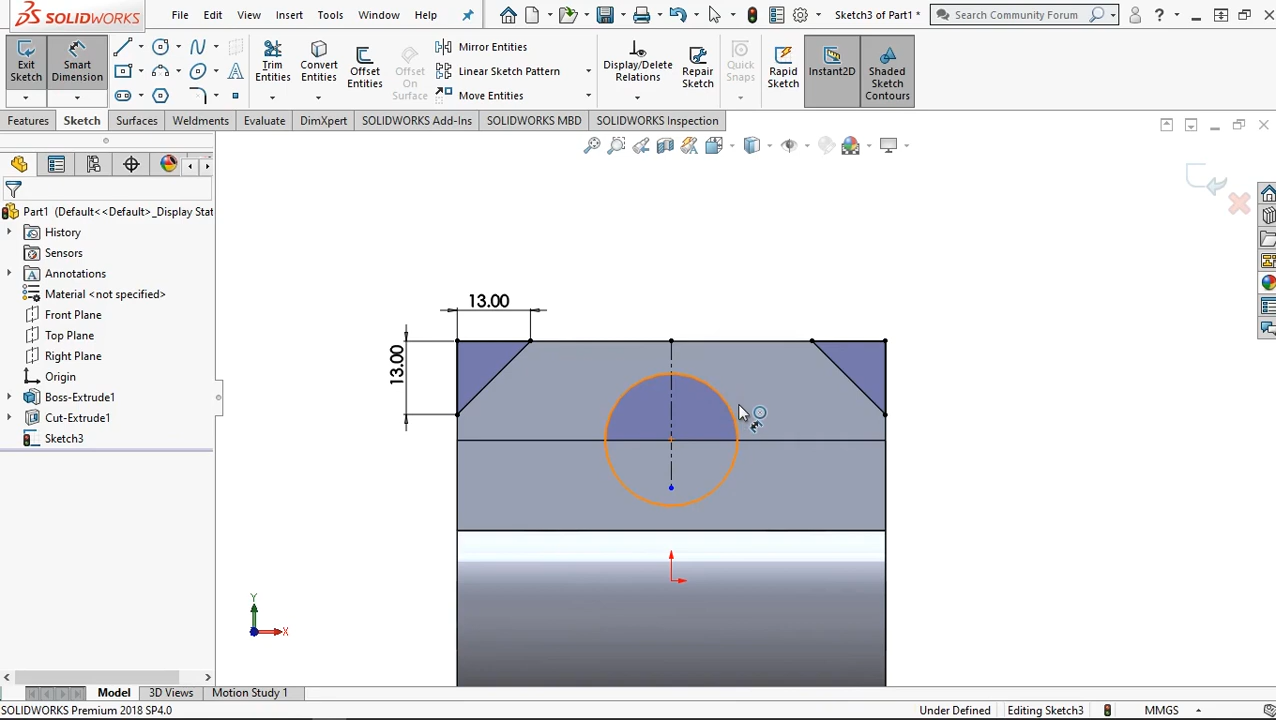 SOLIDWORKS File Edit View Insert Tools Window Help Sketch3 of Part1 * Search Community Forum
Exit Sketch
Smart Dimension
Trim Entities
Convert Entities
Offset Entities
Offset On Surface
Mirror Entities
Linear Sketch Pattern
Move Entities
Display/Delete Relations
Repair Sketch
Quick Snaps
Rapid Sketch
Instant2D
Shaded Sketch Contours
Features Sketch Surfaces Weldments Evaluate DimXpert SOLIDWORKS Add-Ins SOLIDWORKS MBD SOLIDWORKS Inspection
Part1 (Default<<Default>_Display Stat
History
Sensors
Annotations
Material <not specified>
Front Plane
Top Plane
Right Plane
Origin
Boss-Extrude1
Cut-Extrude1
Sketch3
13.00
13.00
Y
X
Model 3D Views Motion Study 1
SOLIDWORKS Premium 2018 SP4.0 Under Defined Editing Sketch3 MMGS